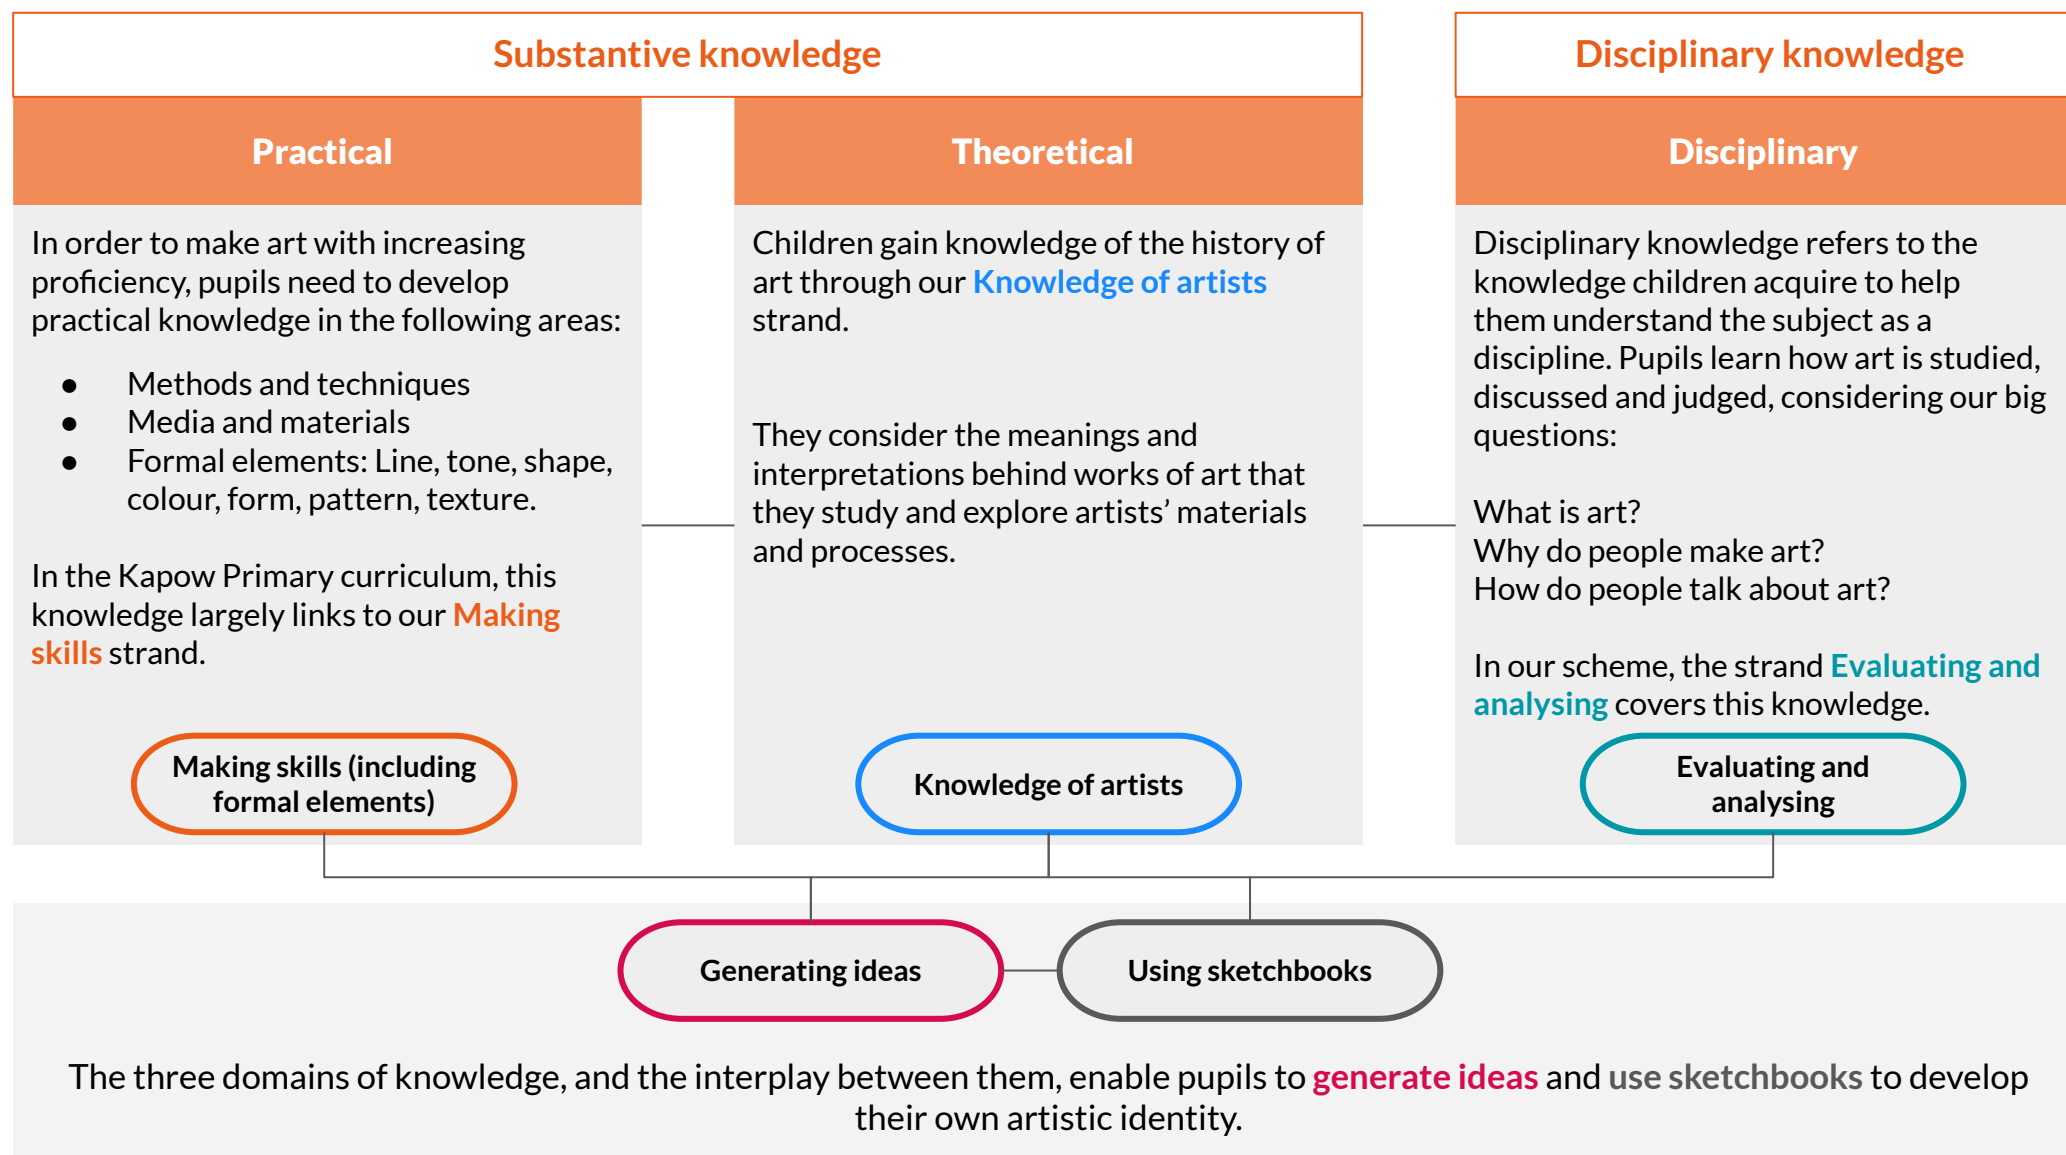 Substantive knowledge
Disciplinary knowledge
Practical
Theoretical
Disciplinary
In order to make art with increasing
proficiency, pupils need to develop
practical knowledge in the following areas:
● Methods and techniques
● Media and materials
● Formal elements: Line, tone, shape,
colour, form, pattern, texture.
In the Kapow Primary curriculum, this
knowledge largely links to our Making
skills strand.
Making skills (including
formal elements)
Children gain knowledge of the history of
art through our Knowledge of artists
strand.
They consider the meanings and
interpretations behind works of art that
they study and explore artists’ materials
and processes.
Knowledge of artists
Disciplinary knowledge refers to the
knowledge children acquire to help
them understand the subject as a
discipline. Pupils learn how art is studied,
discussed and judged, considering our big
questions:
What is art?
Why do people make art?
How do people talk about art?
In our scheme, the strand Evaluating and
analysing covers this knowledge.
Evaluating and
analysing
Generating ideas
Using sketchbooks
The three domains of knowledge, and the interplay between them, enable pupils to generate ideas and use sketchbooks to develop
their own artistic identity.